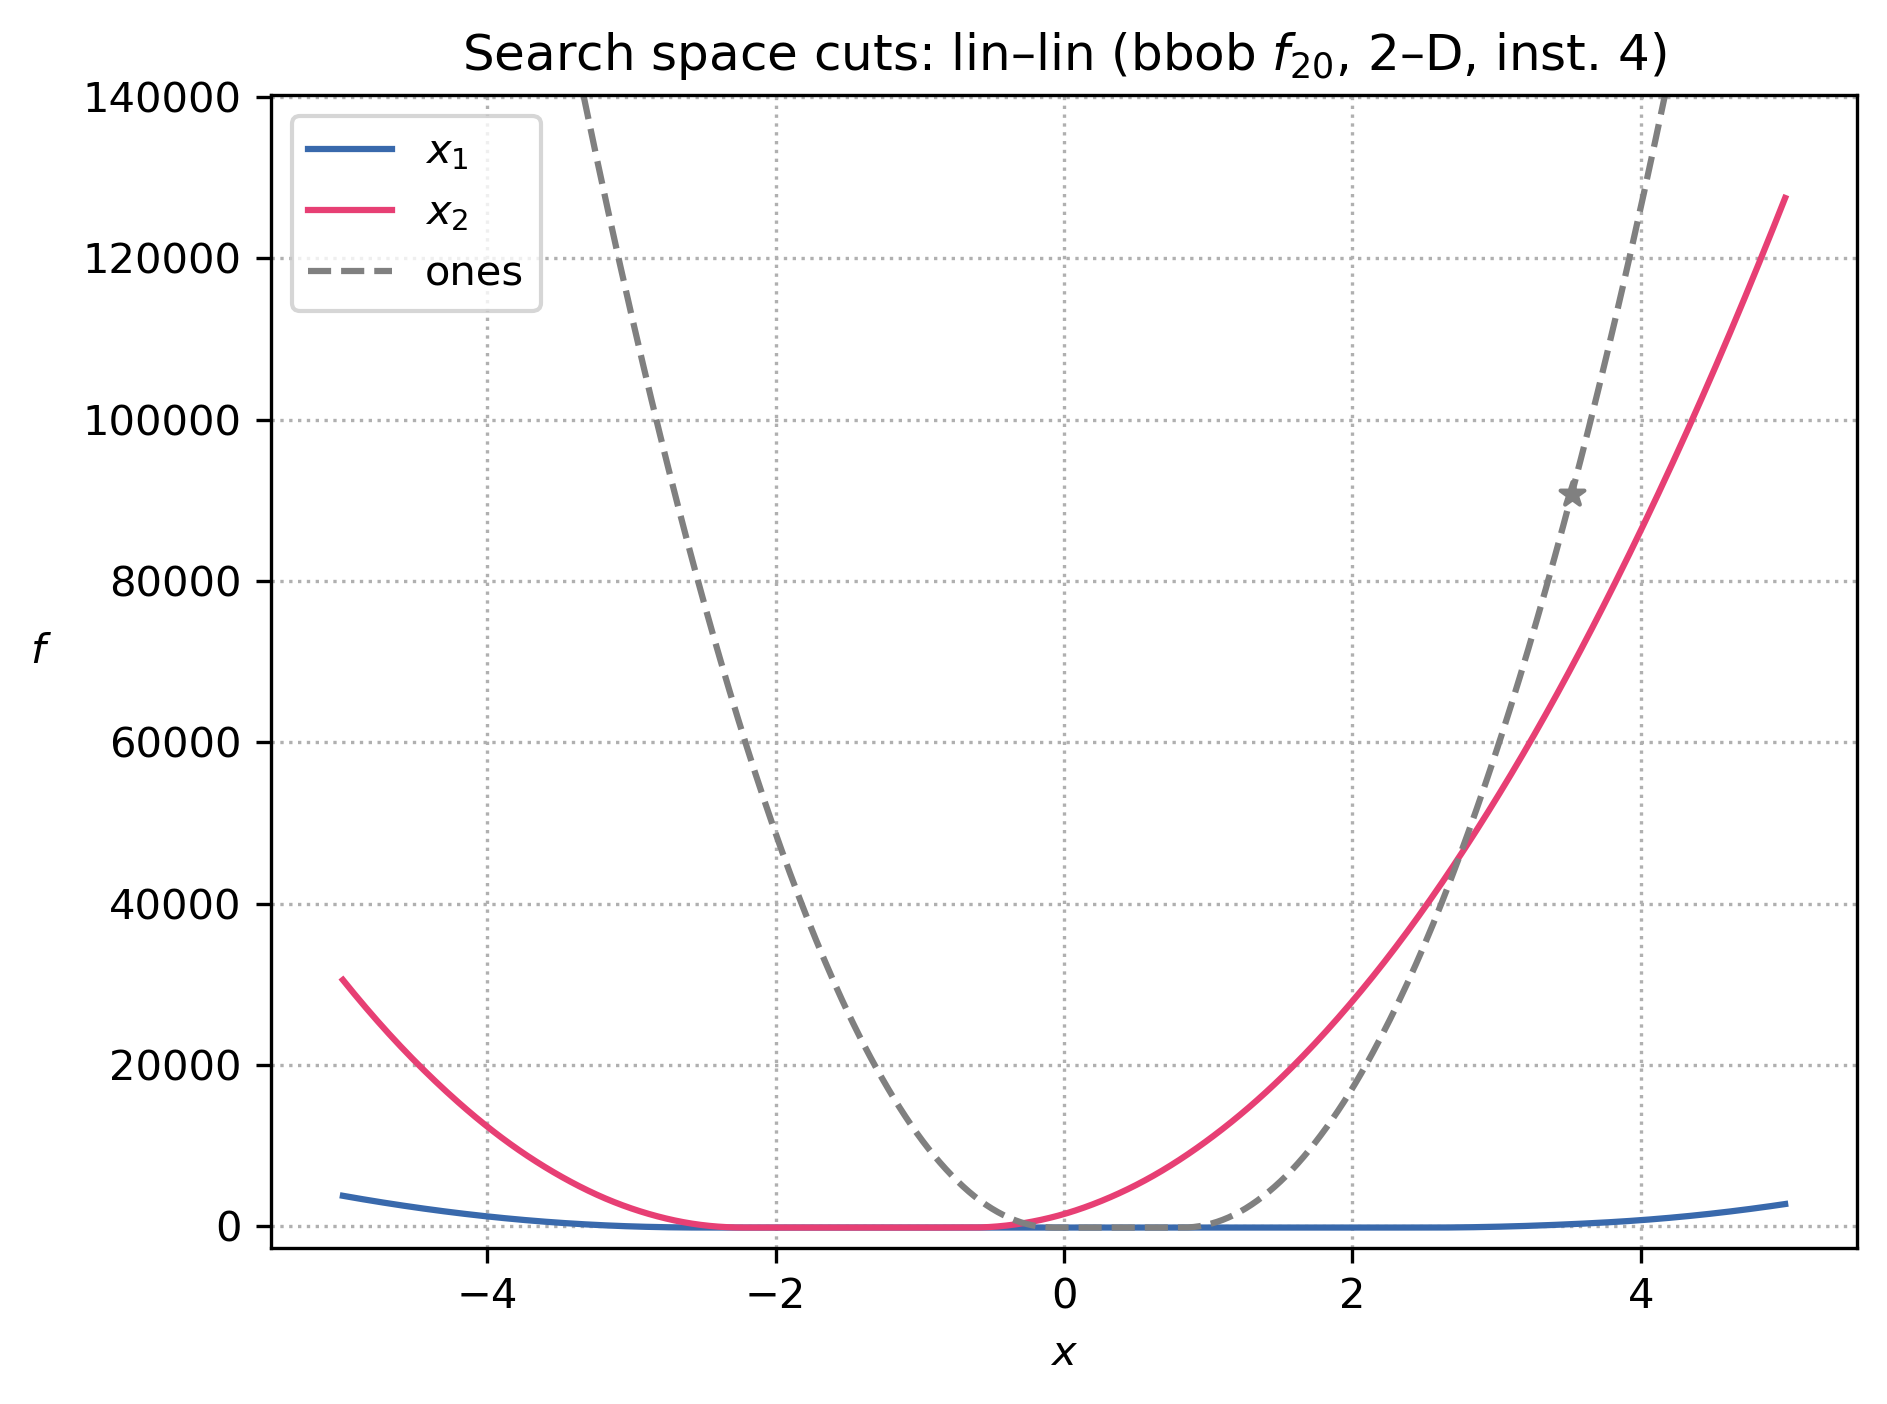 Search space cuts: lin–lin (bbob f20, 2–D, inst. 4)
140000
120000
100000
80000
60000
40000
20000
0
f
x1
x2
ones
−4
−2
0
2
4
x